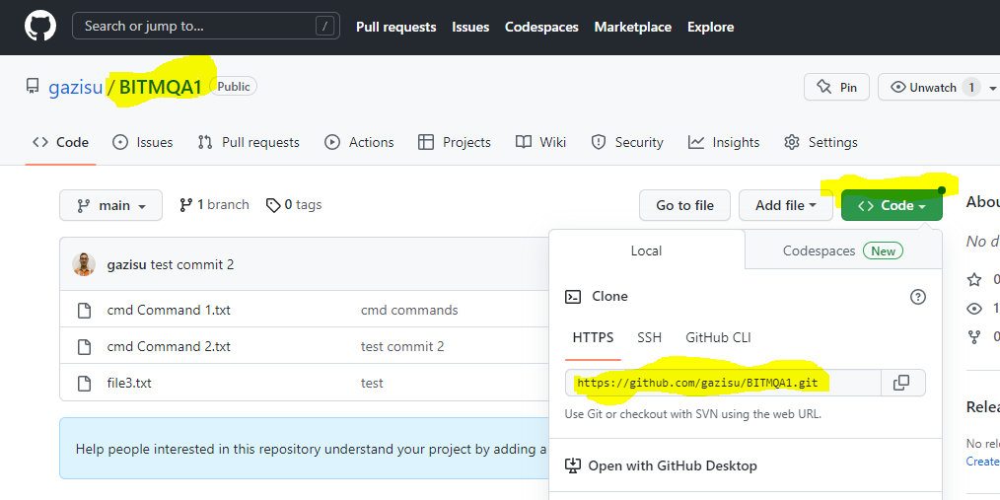 Search or jump to... /
Pull requests Issues Codespaces Marketplace Explore
gazisu / BITMQA1 Public
Pin Unwatch 1
<> Code Issues Pull requests Actions Projects Wiki Security Insights Settings
main 1 branch 0 tags Go to file Add file <> Code
gazisu test commit 2
cmd Command 1.txt cmd commands
cmd Command 2.txt test commit 2
file3.txt test
Help people interested in this repository understand your project by adding a
Local Codespaces New
Clone
HTTPS SSH GitHub CLI
https://github.com/gazisu/BITMQA1.git
Use Git or checkout with SVN using the web URL.
Open with GitHub Desktop
No d
0
1
0
No rel
Create